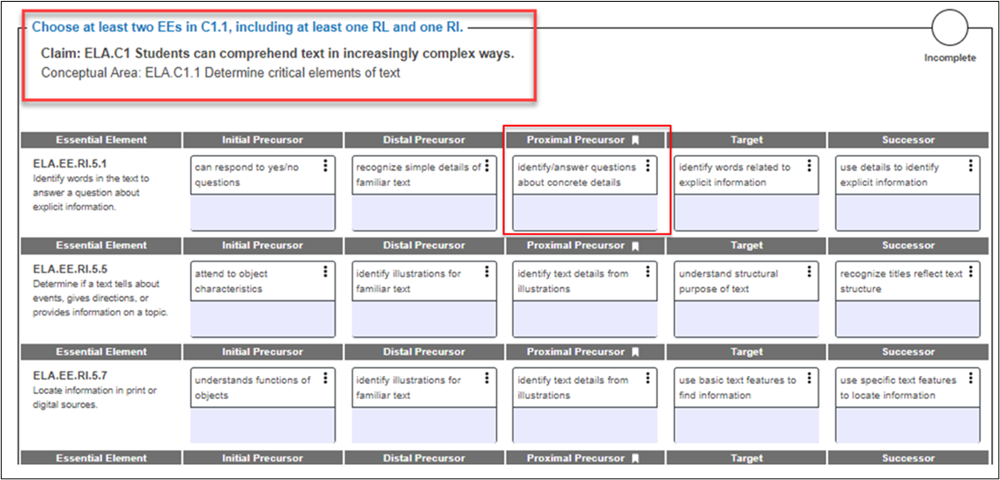 Choose at least two EEs in C1.1, including at least one RL and one RI.
Claim: ELA.C1 Students can comprehend text in increasingly complex ways.
Conceptual Area: ELA.C1.1 Determine critical elements of text
Incomplete
Essential Element Initial Precursor Distal Precursor Proximal Precursor Target Successor
ELA.EE.RI.5.1
Identify words in the text to
answer a question about
explicit information.
can respond to yes/no
questions
recognize simple details of
familiar text
identify/answer questions
about concrete details
identify words related to
explicit information
use details to identify
explicit information
Essential Element Initial Precursor Distal Precursor Proximal Precursor Target Successor
ELA.EE.RI.5.5
Determine if a text tells about
events, gives directions, or
provides information on a topic.
attend to object
characteristics
identify illustrations for
familiar text
identify text details from
illustrations
understand structural
purpose of text
recognize titles reflect text
structure
Essential Element Initial Precursor Distal Precursor Proximal Precursor Target Successor
ELA.EE.RI.5.7
Locate information in print or
digital sources.
understands functions of
objects
identify illustrations for
familiar text
identify text details from
illustrations
use basic text features to
find information
use specific text features
to locate information
Essential Element Initial Precursor Distal Precursor Proximal Precursor Target Successor